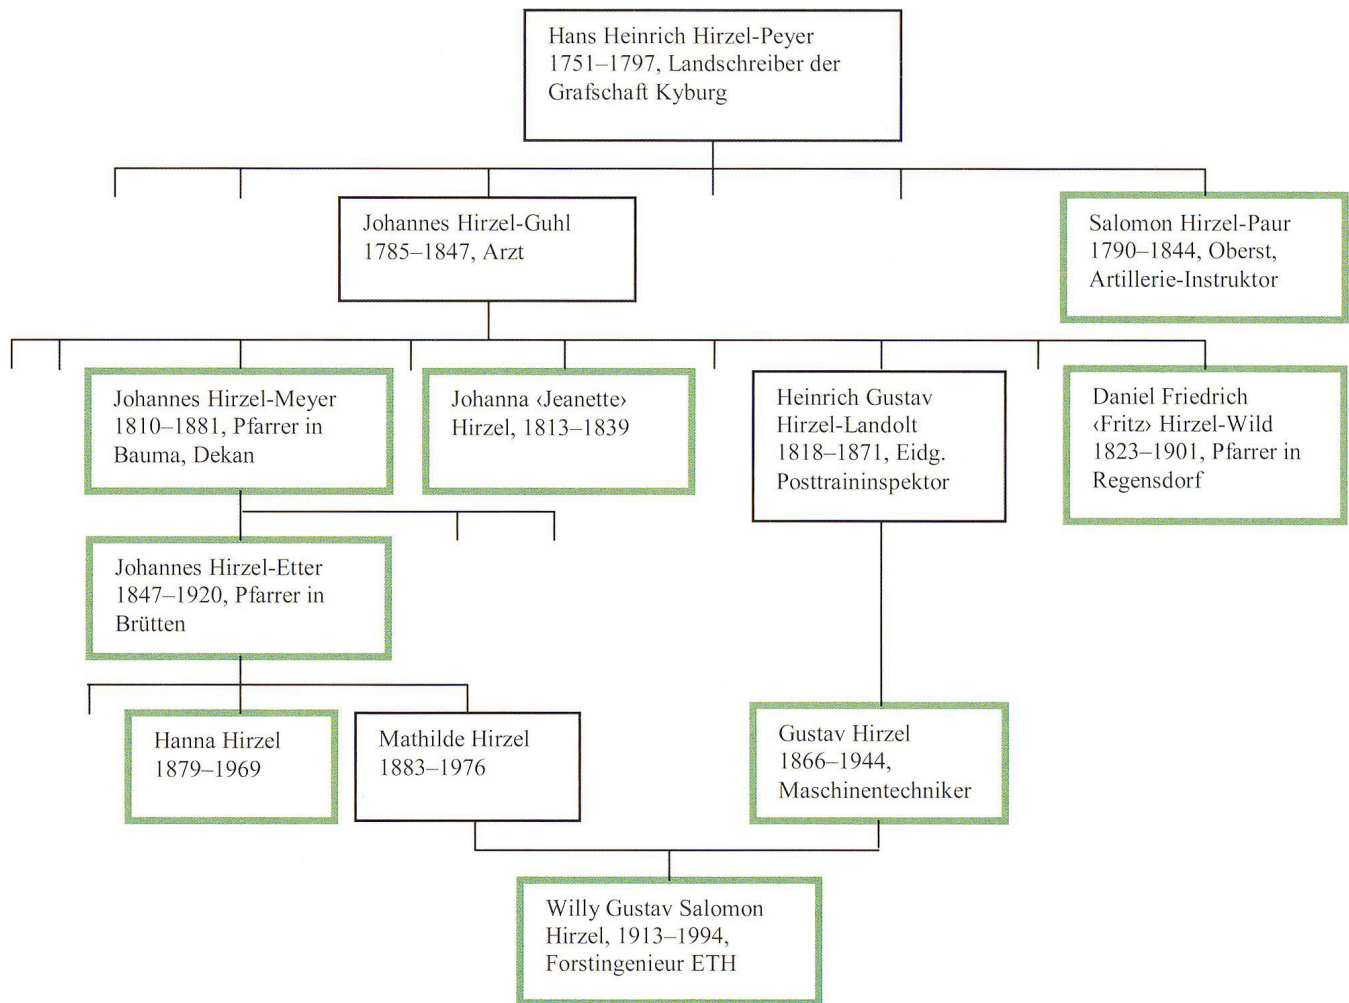 Hans Heinrich Hirzel-Peyer
1751–1797, Landschreiber der
Grafschaft Kyburg
Johannes Hirzel-Guhl
1785–1847, Arzt
Salomon Hirzel-Paur
1790–1844, Oberst,
Artillerie-Instruktor
Johannes Hirzel-Meyer
1810–1881, Pfarrer in
Bauma, Dekan
Johanna ‹Jeanette›
Hirzel, 1813–1839
Heinrich Gustav
Hirzel-Landolt
1818–1871, Eidg.
Posttraininspektor
Daniel Friedrich
‹Fritz› Hirzel-Wild
1823–1901, Pfarrer in
Regensdorf
Johannes Hirzel-Etter
1847–1920, Pfarrer in
Brütten
Hanna Hirzel
1879–1969
Mathilde Hirzel
1883–1976
Gustav Hirzel
1866–1944,
Maschinentechniker
Willy Gustav Salomon
Hirzel, 1913–1994,
Forstingenieur ETH